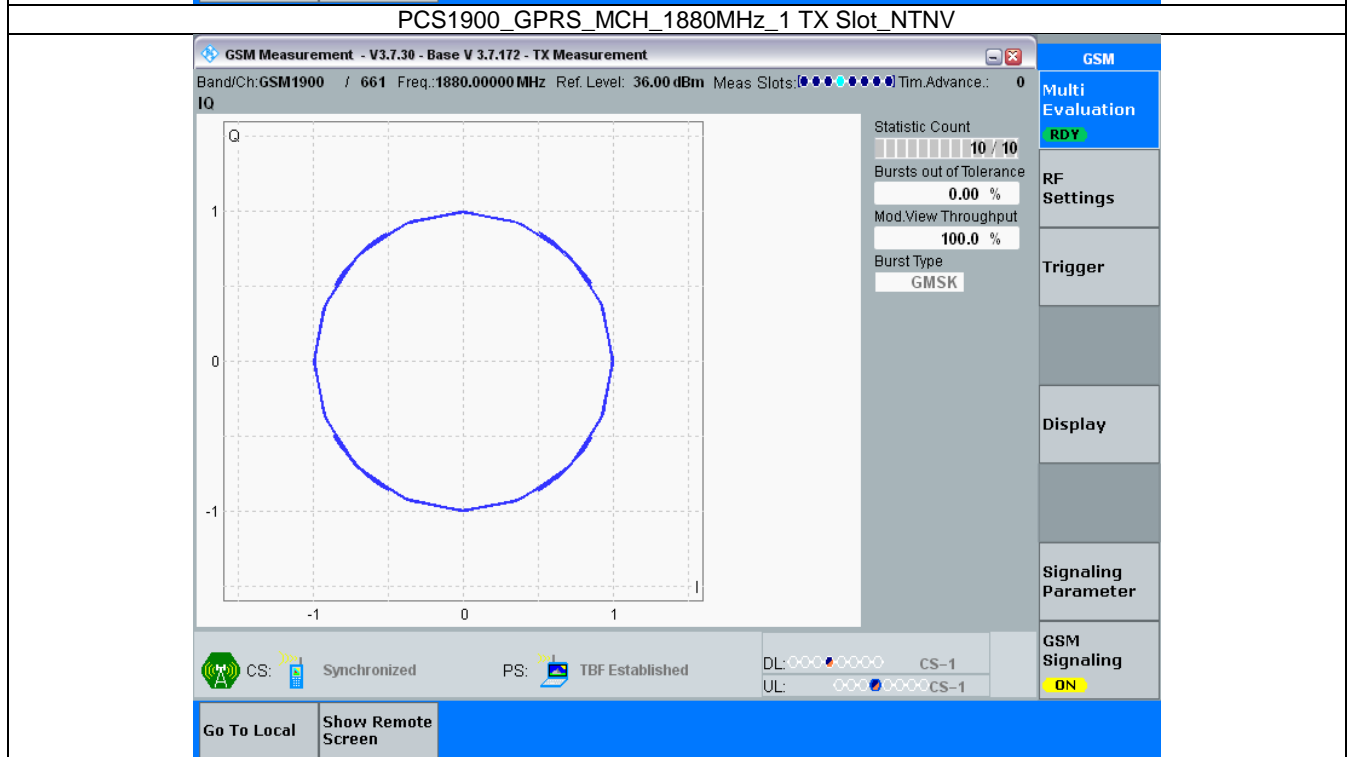 PCS1900_GPRS_MCH_1880MHz_1 TX Slot_NTNV
GSM Measurement - V3.7.30 - Base V 3.7.172 - TX Measurement
GSM
Band/Ch:GSM1900 / 661 Freq.:1880.00000 MHz Ref. Level: 36.00 dBm Meas Slots: Tim.Advance.: 0
IQ
Multi
Evaluation
RDY
Q
Statistic Count
10 / 10
Bursts out of Tolerance
0.00 %
Mod.View Throughput
100.0 %
Burst Type
GMSK
1
0
-1
I
-1 0 1
RF
Settings
Trigger
Display
Signaling
Parameter
GSM
Signaling
ON
CS: Synchronized PS: TBF Established
DL: CS-1
UL: CS-1
Go To Local
Show Remote
Screen